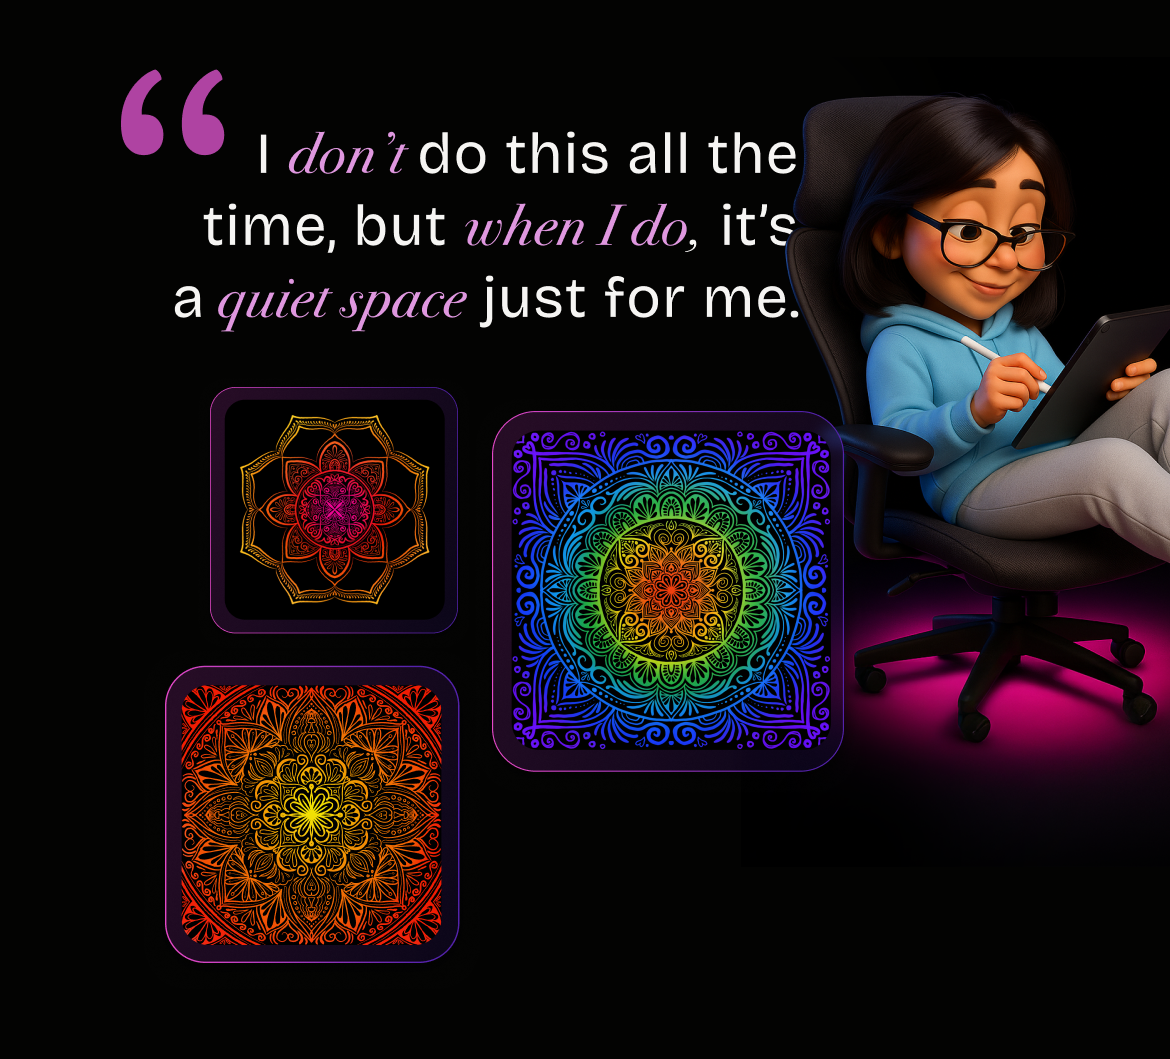 “ I don’t do this all the
time, but when I do, it’s
a quiet space just for me.